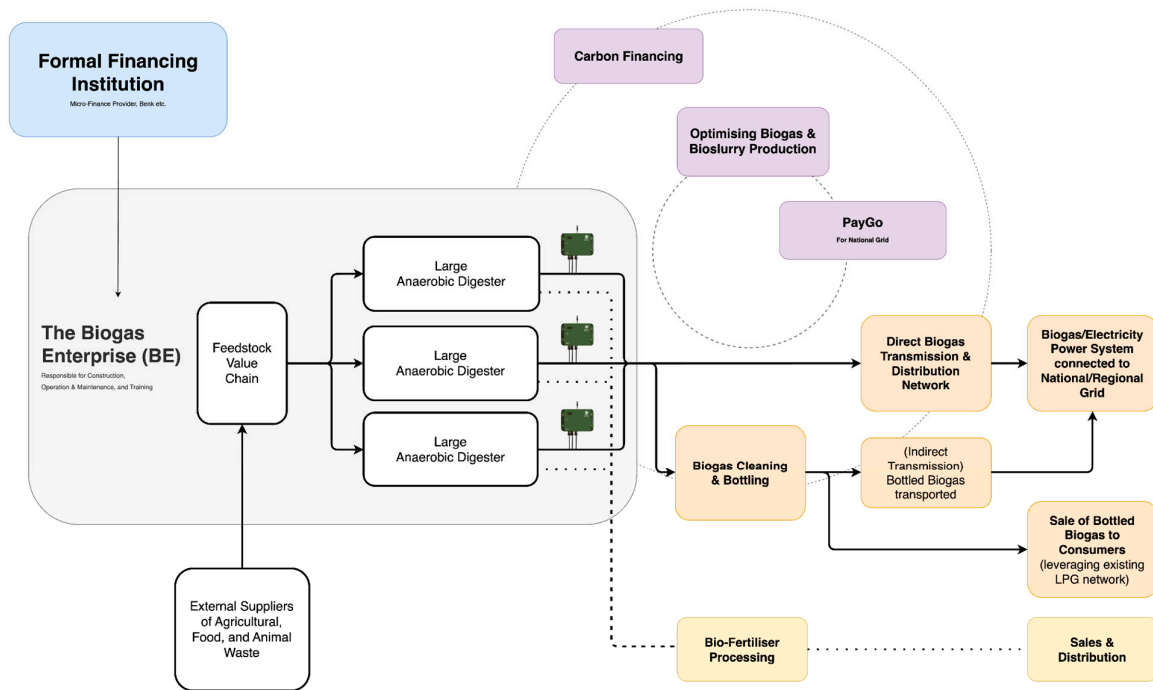 Formal Financing
Institution
Micro-Finance Provider, Benk etc.
Carbon Financing
Optimising Biogas &
Bioslurry Production
PayGo
For National Grid
The Biogas
Enterprise (BE)
Responsible for Construction,
Operation & Maintenance, and Training
Feedstock
Value
Chain
Large
Anaerobic Digester
Large
Anaerobic Digester
Large
Anaerobic Digester
External Suppliers
of Agricultural,
Food, and Animal
Waste
Direct Biogas
Transmission &
Distribution
Network
Biogas/Electricity
Power System
connected to
National/Regional
Grid
Biogas Cleaning
& Bottling
(Indirect
Transmission)
Bottled Biogas
transported
Sale of Bottled
Biogas to
Consumers
(leveraging existing
LPG network)
Bio-Fertiliser
Processing
Sales &
Distribution